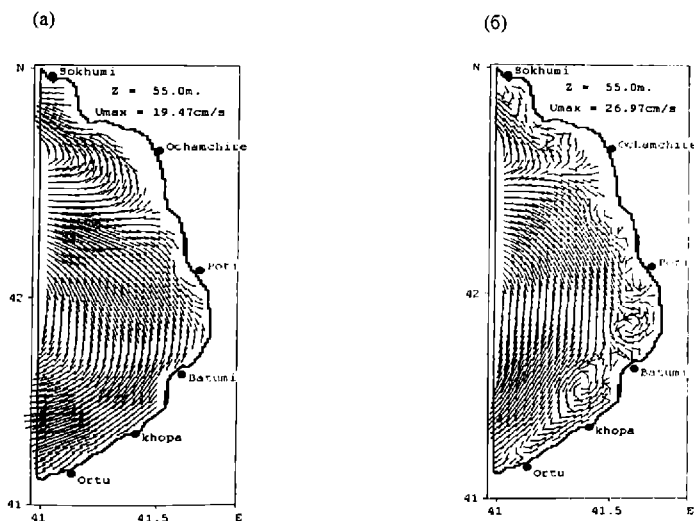 (а)
N
Sokhumi
Z = 55.0m.
Umax = 19.47cm/s
Ochamchire
Poti
42
Batumi
khopa
Ortu
41
41
41.5
E
(б)
N
Sokhumi
Z = 55.0m.
Umax = 26.97cm/s
Ochamchire
Poti
42
Batumi
khopa
Ortu
41
41
41.5
E